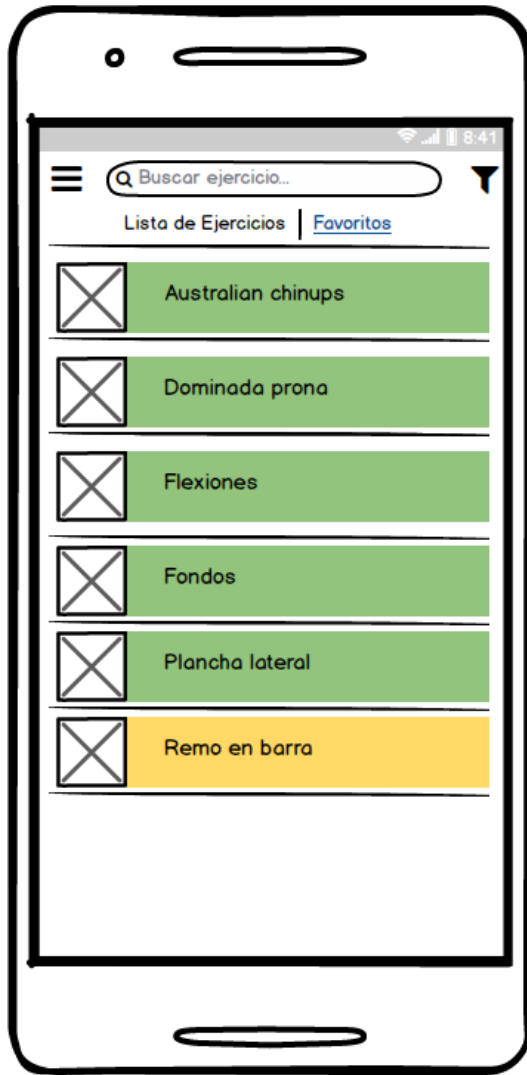 8:41
Buscar ejercicio...
Lista de Ejercicios Favoritos
Australian chinups
Dominada prona
Flexiones
Fondos
Plancha lateral
Remo en barra